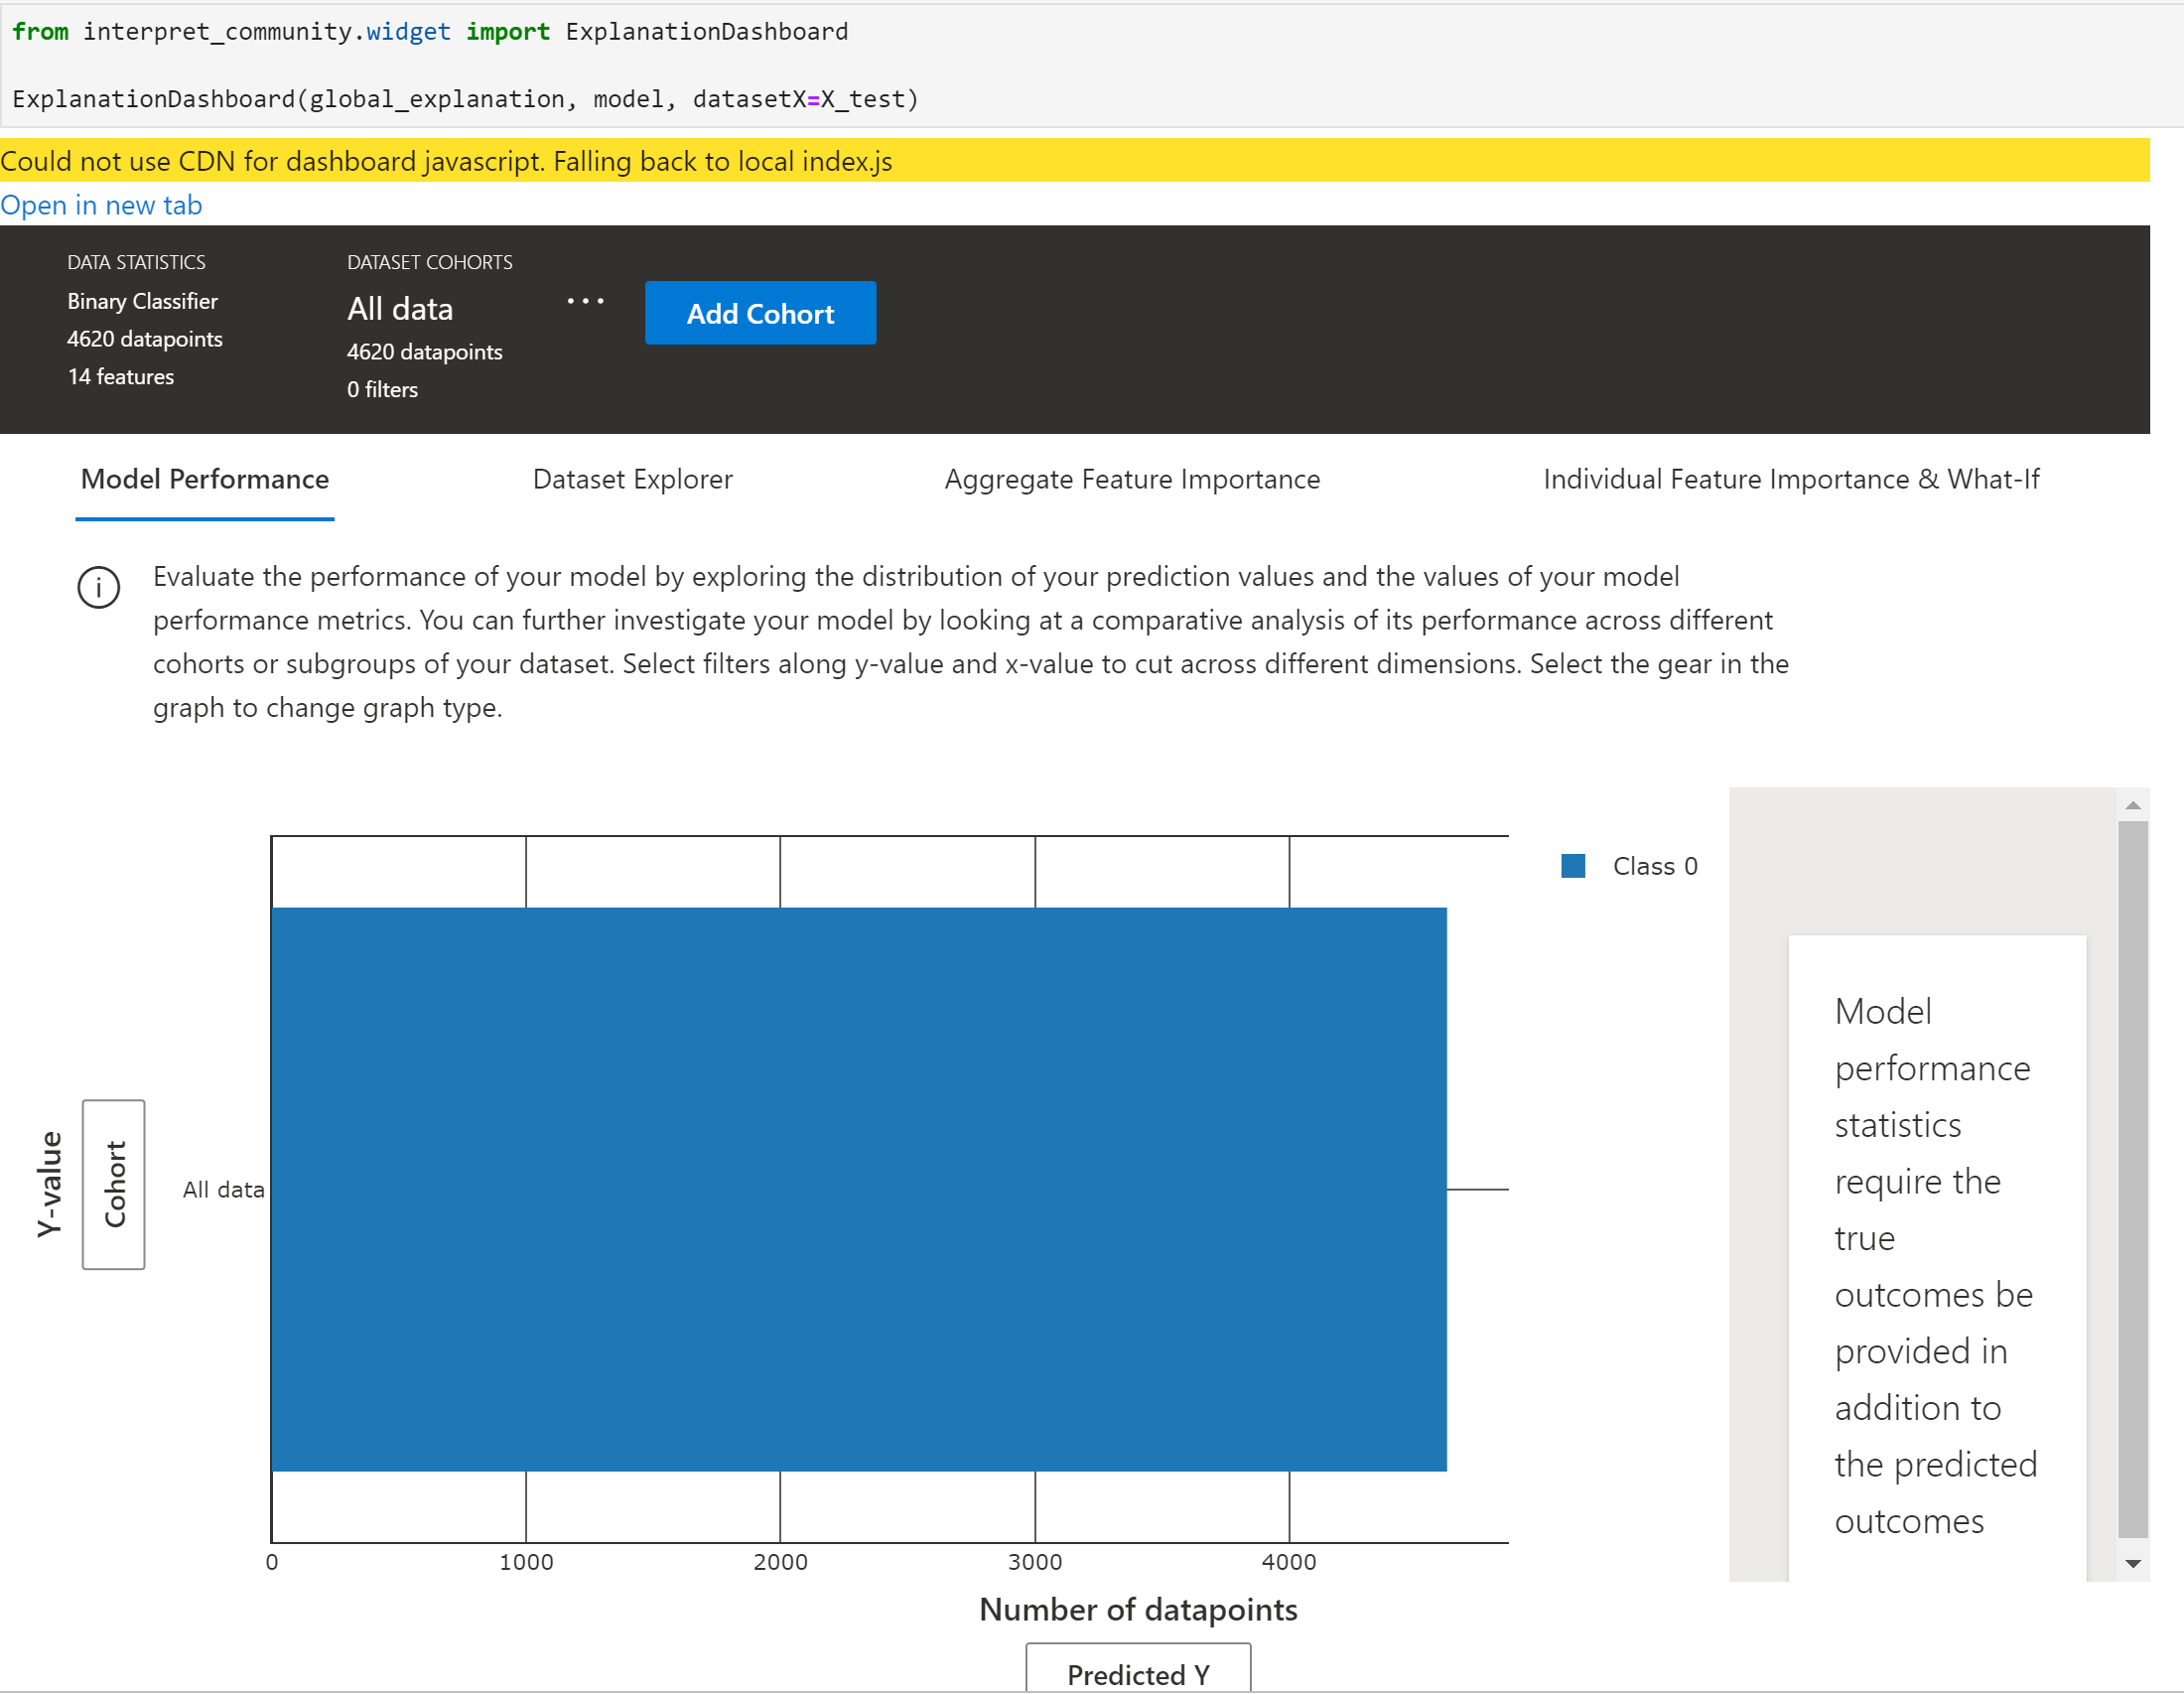 from interpret_community.widget import ExplanationDashboard
ExplanationDashboard(global_explanation, model, datasetX=X_test)
Could not use CDN for dashboard javascript. Falling back to local index.js
Open in new tab
DATA STATISTICS
Binary Classifier
4620 datapoints
14 features
DATASET COHORTS
All data
...
4620 datapoints
0 filters
Add Cohort
Model Performance
Dataset Explorer
Aggregate Feature Importance
Individual Feature Importance & What-If
i
Evaluate the performance of your model by exploring the distribution of your prediction values and the values of your model
performance metrics. You can further investigate your model by looking at a comparative analysis of its performance across different
cohorts or subgroups of your dataset. Select filters along y-value and x-value to cut across different dimensions. Select the gear in the
graph to change graph type.
Y-value
Cohort
All data
0
1000
2000
3000
4000
Number of datapoints
Predicted Y
Class 0
Model
performance
statistics
require the
true
outcomes be
provided in
addition to
the predicted
outcomes